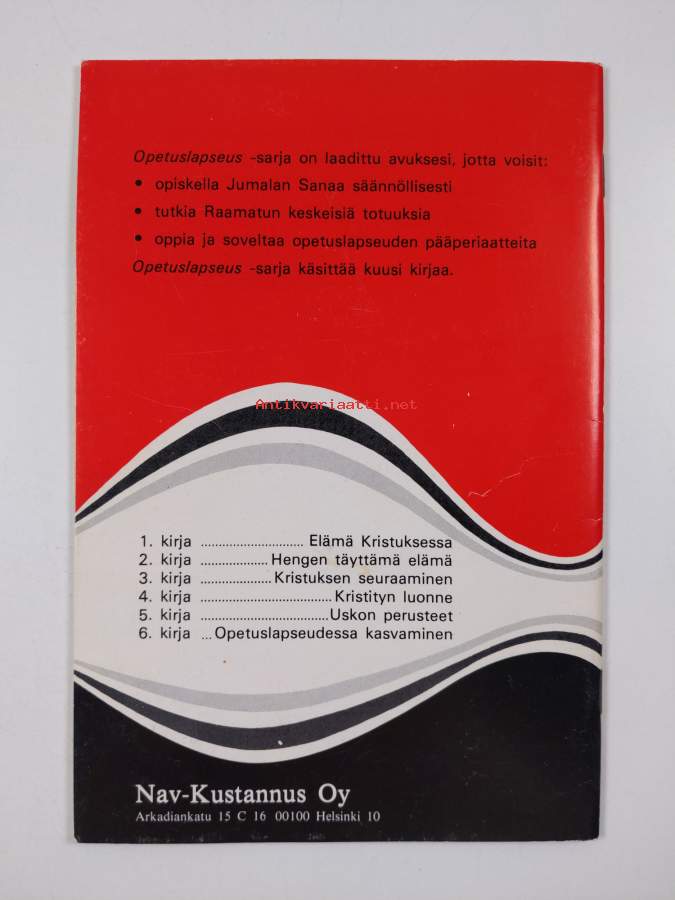 Opetuslapseus -sarja on laadittu avuksesi, jotta voisit:
• opiskella Jumalan Sanaa säännöllisesti
• tutkia Raamatun keskeisiä totuuksia
• oppia ja soveltaa opetuslapseuden pääperiaatteita
Opetuslapseus -sarja käsittää kuusi kirjaa.
Antikvariaatti.net
1. kirja .............................. Elämä Kristuksessa
2. kirja .................... Hengen täyttämä elämä
3. kirja .................... Kristuksen seuraaminen
4. kirja ...................................... Kristityn luonne
5. kirja ..................................... Uskon perusteet
6. kirja ... Opetuslapseudessa kasvaminen
Nav-Kustannus Oy
Arkadiankatu 15 C 16 00100 Helsinki 10